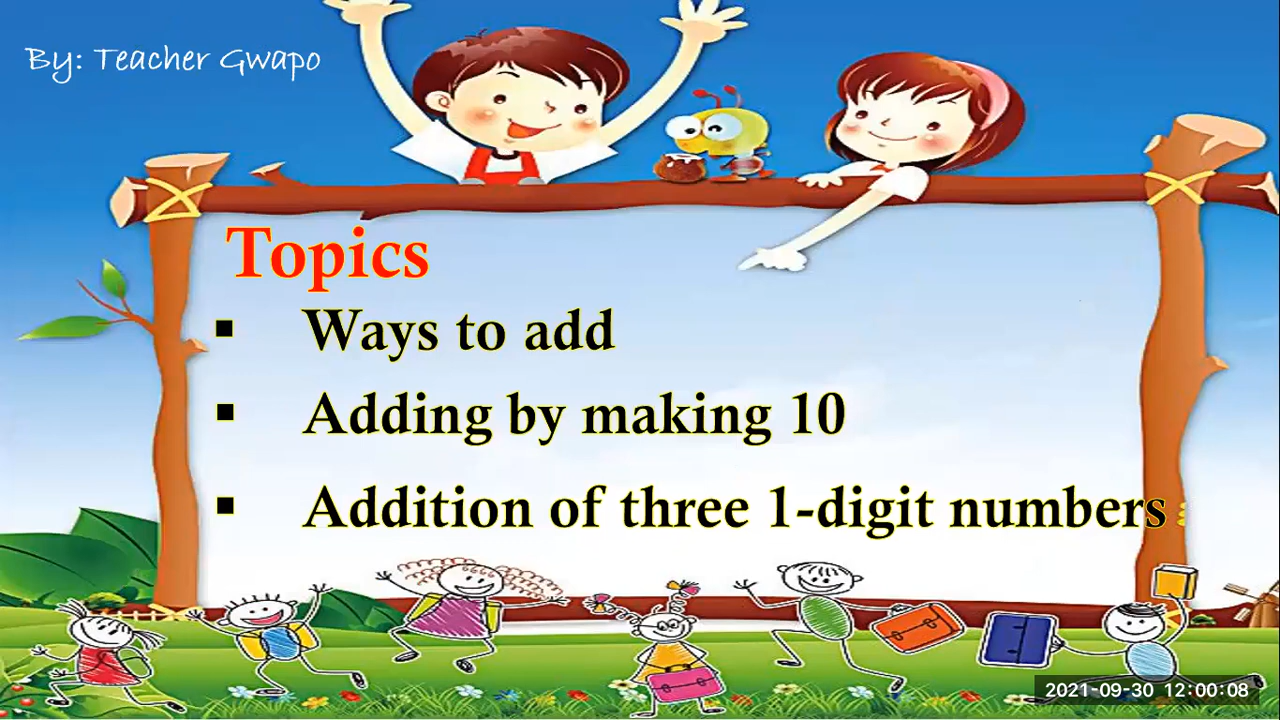 By: Teacher Gwapo
Topics
▪ Ways to add
▪ Adding by making 10
▪ Addition of three 1-digit numbers
2021-09-30 12:00:08